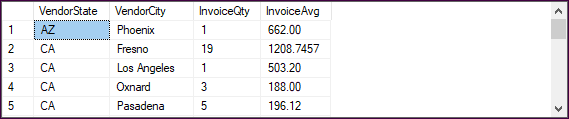 VendorState VendorCity InvoiceQty InvoiceAvg
1 AZ Phoenix 1 662.00
2 CA Fresno 19 1208.7457
3 CA Los Angeles 1 503.20
4 CA Oxnard 3 188.00
5 CA Pasadena 5 196.12